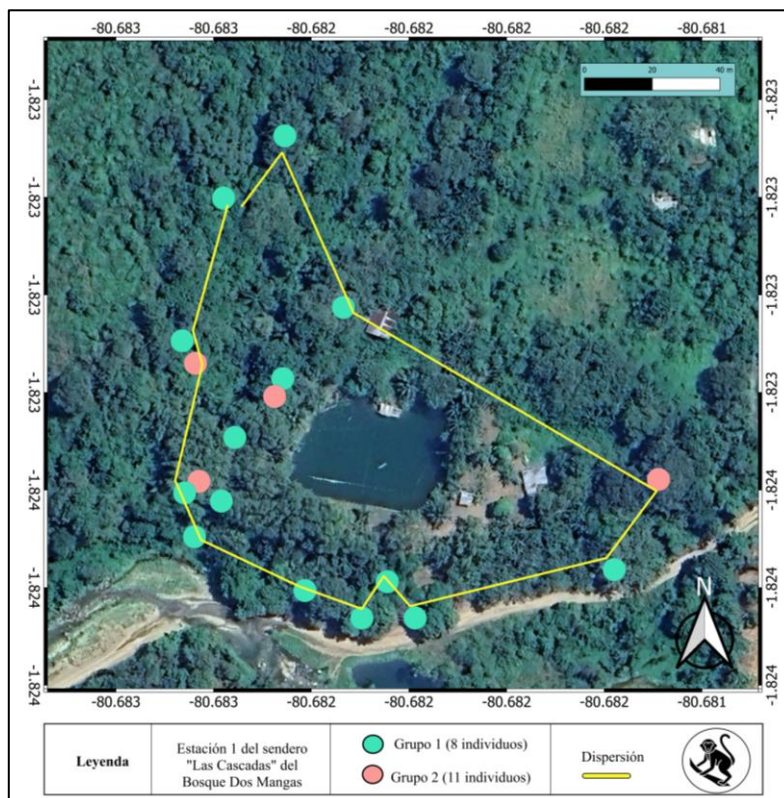 -80.683 -80.683 -80.682 -80.682 -80.682 -80.682 -80.681
0 20 40 m
-1.823 -1.823
-1.823 -1.823
-1.823 -1.823
-1.823 -1.823
-1.824 -1.824
-1.824 -1.824
N
-1.824 -1.824
-80.683 -80.683 -80.682 -80.682 -80.682 -80.682 -80.681
Leyenda
Estación 1 del sendero
"Las Cascadas" del
Bosque Dos Mangas
Grupo 1 (8 individuos)
Grupo 2 (11 individuos)
Dispersión